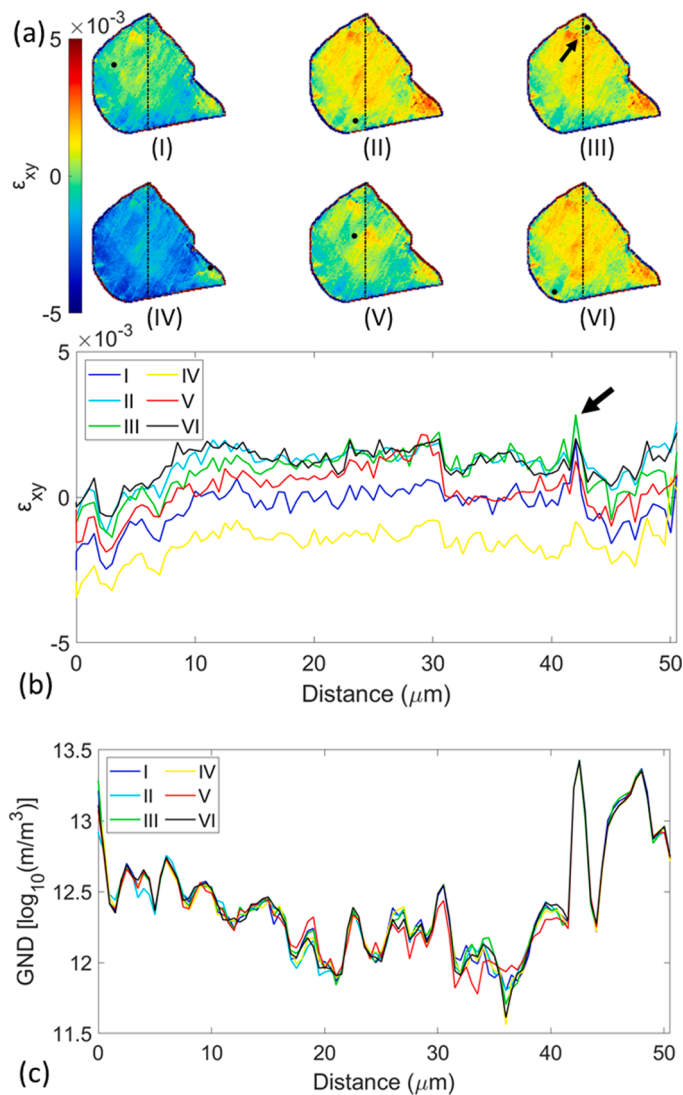 (a)
×10⁻³
5
0
-5
εxy
(I)
(II)
(III)
(IV)
(V)
(VI)
×10⁻³
5
0
-5
εxy
I IV
II V
III VI
0 10 20 30 40 50
Distance (μm)
(b)
13.5
13
12.5
12
11.5
GND [log10(m/m³)]
I IV
II V
III VI
0 10 20 30 40 50
Distance (μm)
(c)